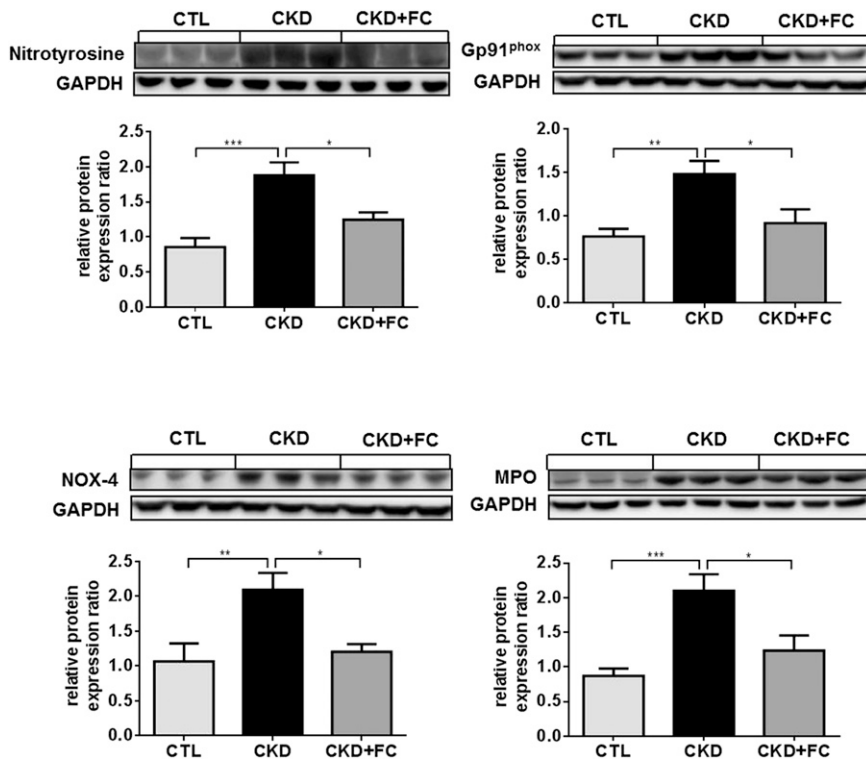 CTL CKD CKD+FC
Nitrotyrosine
GAPDH
2.5
2.0
1.5
1.0
0.5
0.0
relative protein
expression ratio
*** *
CTL CKD CKD+FC
CTL CKD CKD+FC
Gp91phox
GAPDH
2.0
1.5
1.0
0.5
0.0
relative protein
expression ratio
** *
CTL CKD CKD+FC
CTL CKD CKD+FC
NOX-4
GAPDH
2.5
2.0
1.5
1.0
0.5
0.0
relative protein
expression ratio
** *
CTL CKD CKD+FC
CTL CKD CKD+FC
MPO
GAPDH
2.5
2.0
1.5
1.0
0.5
0.0
relative protein
expression ratio
*** *
CTL CKD CKD+FC